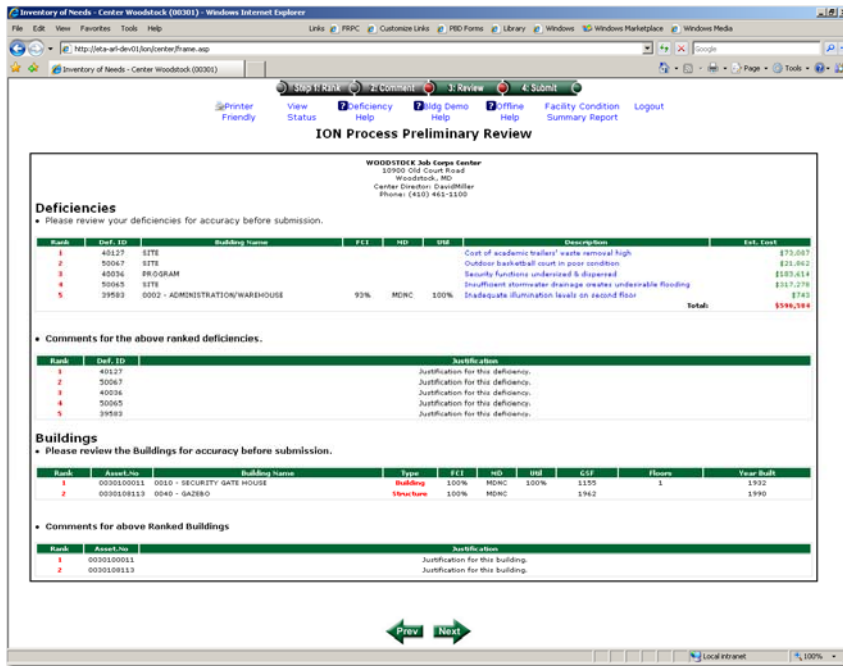 Inventory of Needs - Center Woodstock (00301) - Windows Internet Explorer
File Edit View Favorites Tools Help Links FRPC Customize Links PBD Forms Library Windows Windows Marketplace Windows Media
http://eta-arl-dev01/ion/center/frame.asp Google
Inventory of Needs - Center Woodstock (00301) Page Tools
Step 1: Rank 2: Comment 3: Review 4: Submit
Printer Friendly View Status Deficiency Help Bldg Demo Help Offline Help Facility Condition Summary Report Logout
ION Process Preliminary Review
WOODSTOCK Job Corps Center
10900 Old Court Road
Woodstock, MD
Center Director: DavidMiller
Phone: (410) 461-1100
Deficiencies
• Please review your deficiencies for accuracy before submission.
Rank Def. ID Building Name FCI MD Util Description Est. Cost
1 40127 SITE Cost of academic trailers' waste removal high $73,087
2 50067 SITE Outdoor basketball court in poor condition $21,862
3 40036 PROGRAM Security functions undersized & dispersed $183,614
4 50065 SITE Insufficient stormwater drainage creates undesirable flooding $317,278
5 39583 0002 - ADMINISTRATION/WAREHOUSE 93% MDNC 100% Inadequate illumination levels on second floor $743
Total: $596,584
• Comments for the above ranked deficiencies.
Rank Def. ID Justification
1 40127 Justification for this deficiency.
2 50067 Justification for this deficiency.
3 40036 Justification for this deficiency.
4 50065 Justification for this deficiency.
5 39583 Justification for this deficiency.
Buildings
• Please review the Buildings for accuracy before submission.
Rank Asset.No Building Name Type FCI MD Util GSF Floors Year Built
1 0030100011 0010 - SECURITY GATE HOUSE Building 100% MDNC 100% 1155 1 1932
2 0030108113 0040 - GAZEBO Structure 100% MDNC 1962 1990
• Comments for above Ranked Buildings
Rank Asset.No Justification
1 0030100011 Justification for this building.
2 0030108113 Justification for this building.
Prev Next
Local intranet 100%